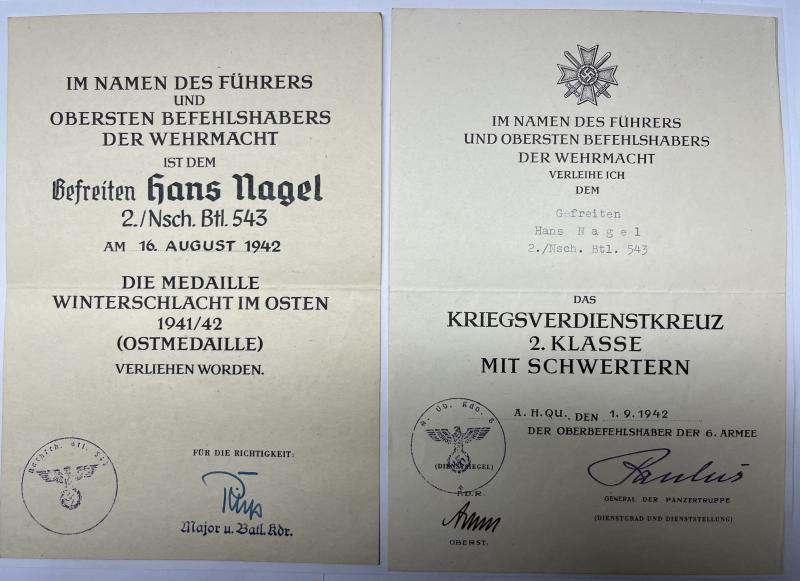 IM NAMEN DES FÜHRERS
UND
OBERSTEN BEFEHLSHABERS
DER WEHRMACHT
IST DEM
Gefreiten Hans Nagel
2./Nsch. Btl. 543
AM 16. AUGUST 1942
DIE MEDAILLE
WINTERSCHLACHT IM OSTEN
1941/42
(OSTMEDAILLE)
VERLIEHEN WORDEN.
FÜR DIE RICHTIGKEIT:
Major u. Batl. Kdr.
IM NAMEN DES FÜHRERS
UND OBERSTEN BEFEHLSHABERS
DER WEHRMACHT
VERLEIHE ICH
DEM
Gefreiten
Hans N a g e l
2./Nsch. Btl. 543
DAS
KRIEGSVERDIENSTKREUZ
2. KLASSE
MIT SCHWERTERN
A. H.QU., DEN 1.9.1942
DER OBERBEFEHLSHABER DER 6. ARMEE
(DIENSTSIEGEL)
Paulus
GENERAL DER PANZERTRUPPE
F.D.R.
(DIENSTGRAD UND DIENSTSTELLUNG)
OBERST.